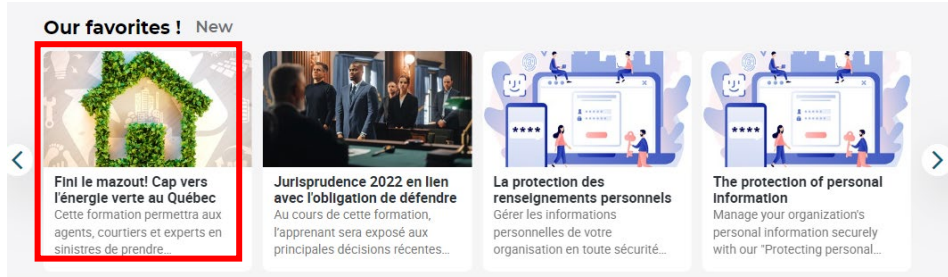 Our favorites ! New
Fini le mazout! Cap vers
l'énergie verte au Québec
Cette formation permettra aux
agents, courtiers et experts en
sinistres de prendre...
Jurisprudence 2022 en lien
avec l'obligation de défendre
Au cours de cette formation,
l'apprenant sera exposé aux
principales décisions récentes...
La protection des
renseignements personnels
Gérer les informations
personnelles de votre
organisation en toute sécurité...
The protection of personal
information
Manage your organization's
personal information securely
with our "Protecting personal...